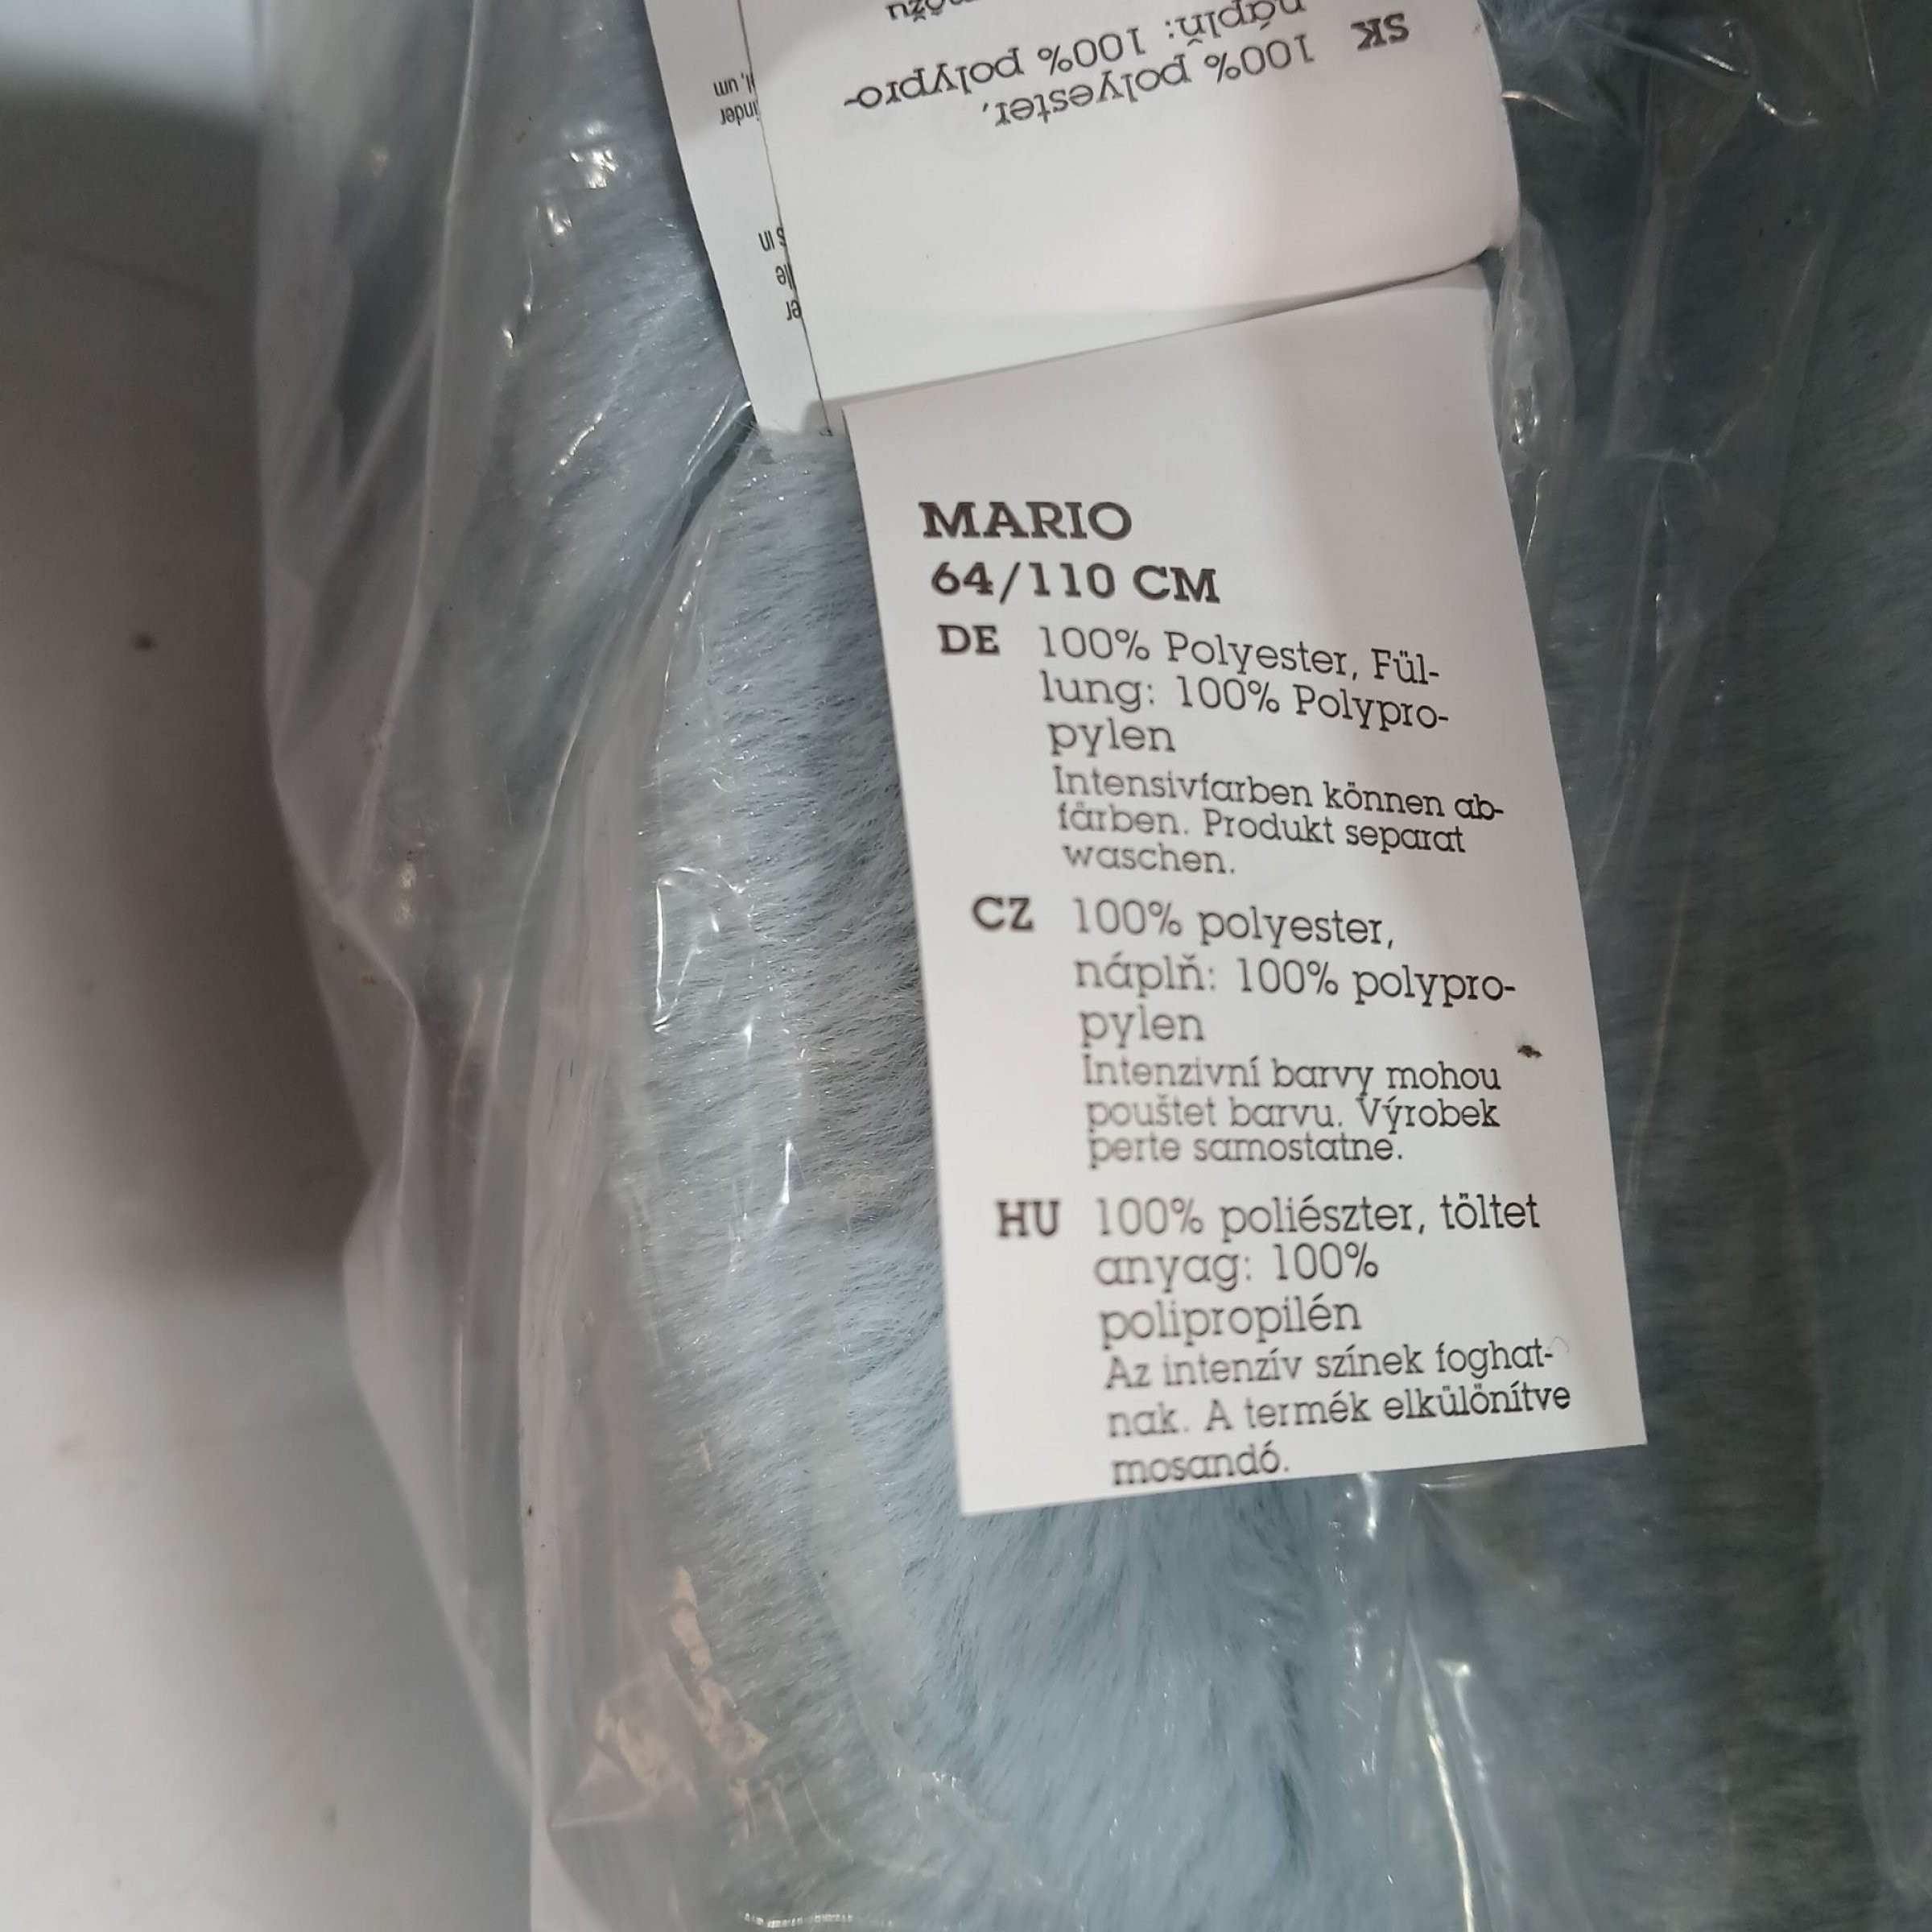 SK 100% polyester,
náplň: 100% polypro-
inder
MARIO
64/110 CM
DE 100% Polyester, Fül-
lung: 100% Polypro-
pylen
Intensivfarben können ab-
färben. Produkt separat
waschen.
CZ 100% polyester,
náplň: 100% polypro-
pylen
Intenzivní barvy mohou
pouštet barvu. Výrobek
perte samostatne.
HU 100% poliészter, töltet
anyag: 100%
polipropilén
Az intenzív színek foghat-
nak. A termék elkülönítve
mosandó.